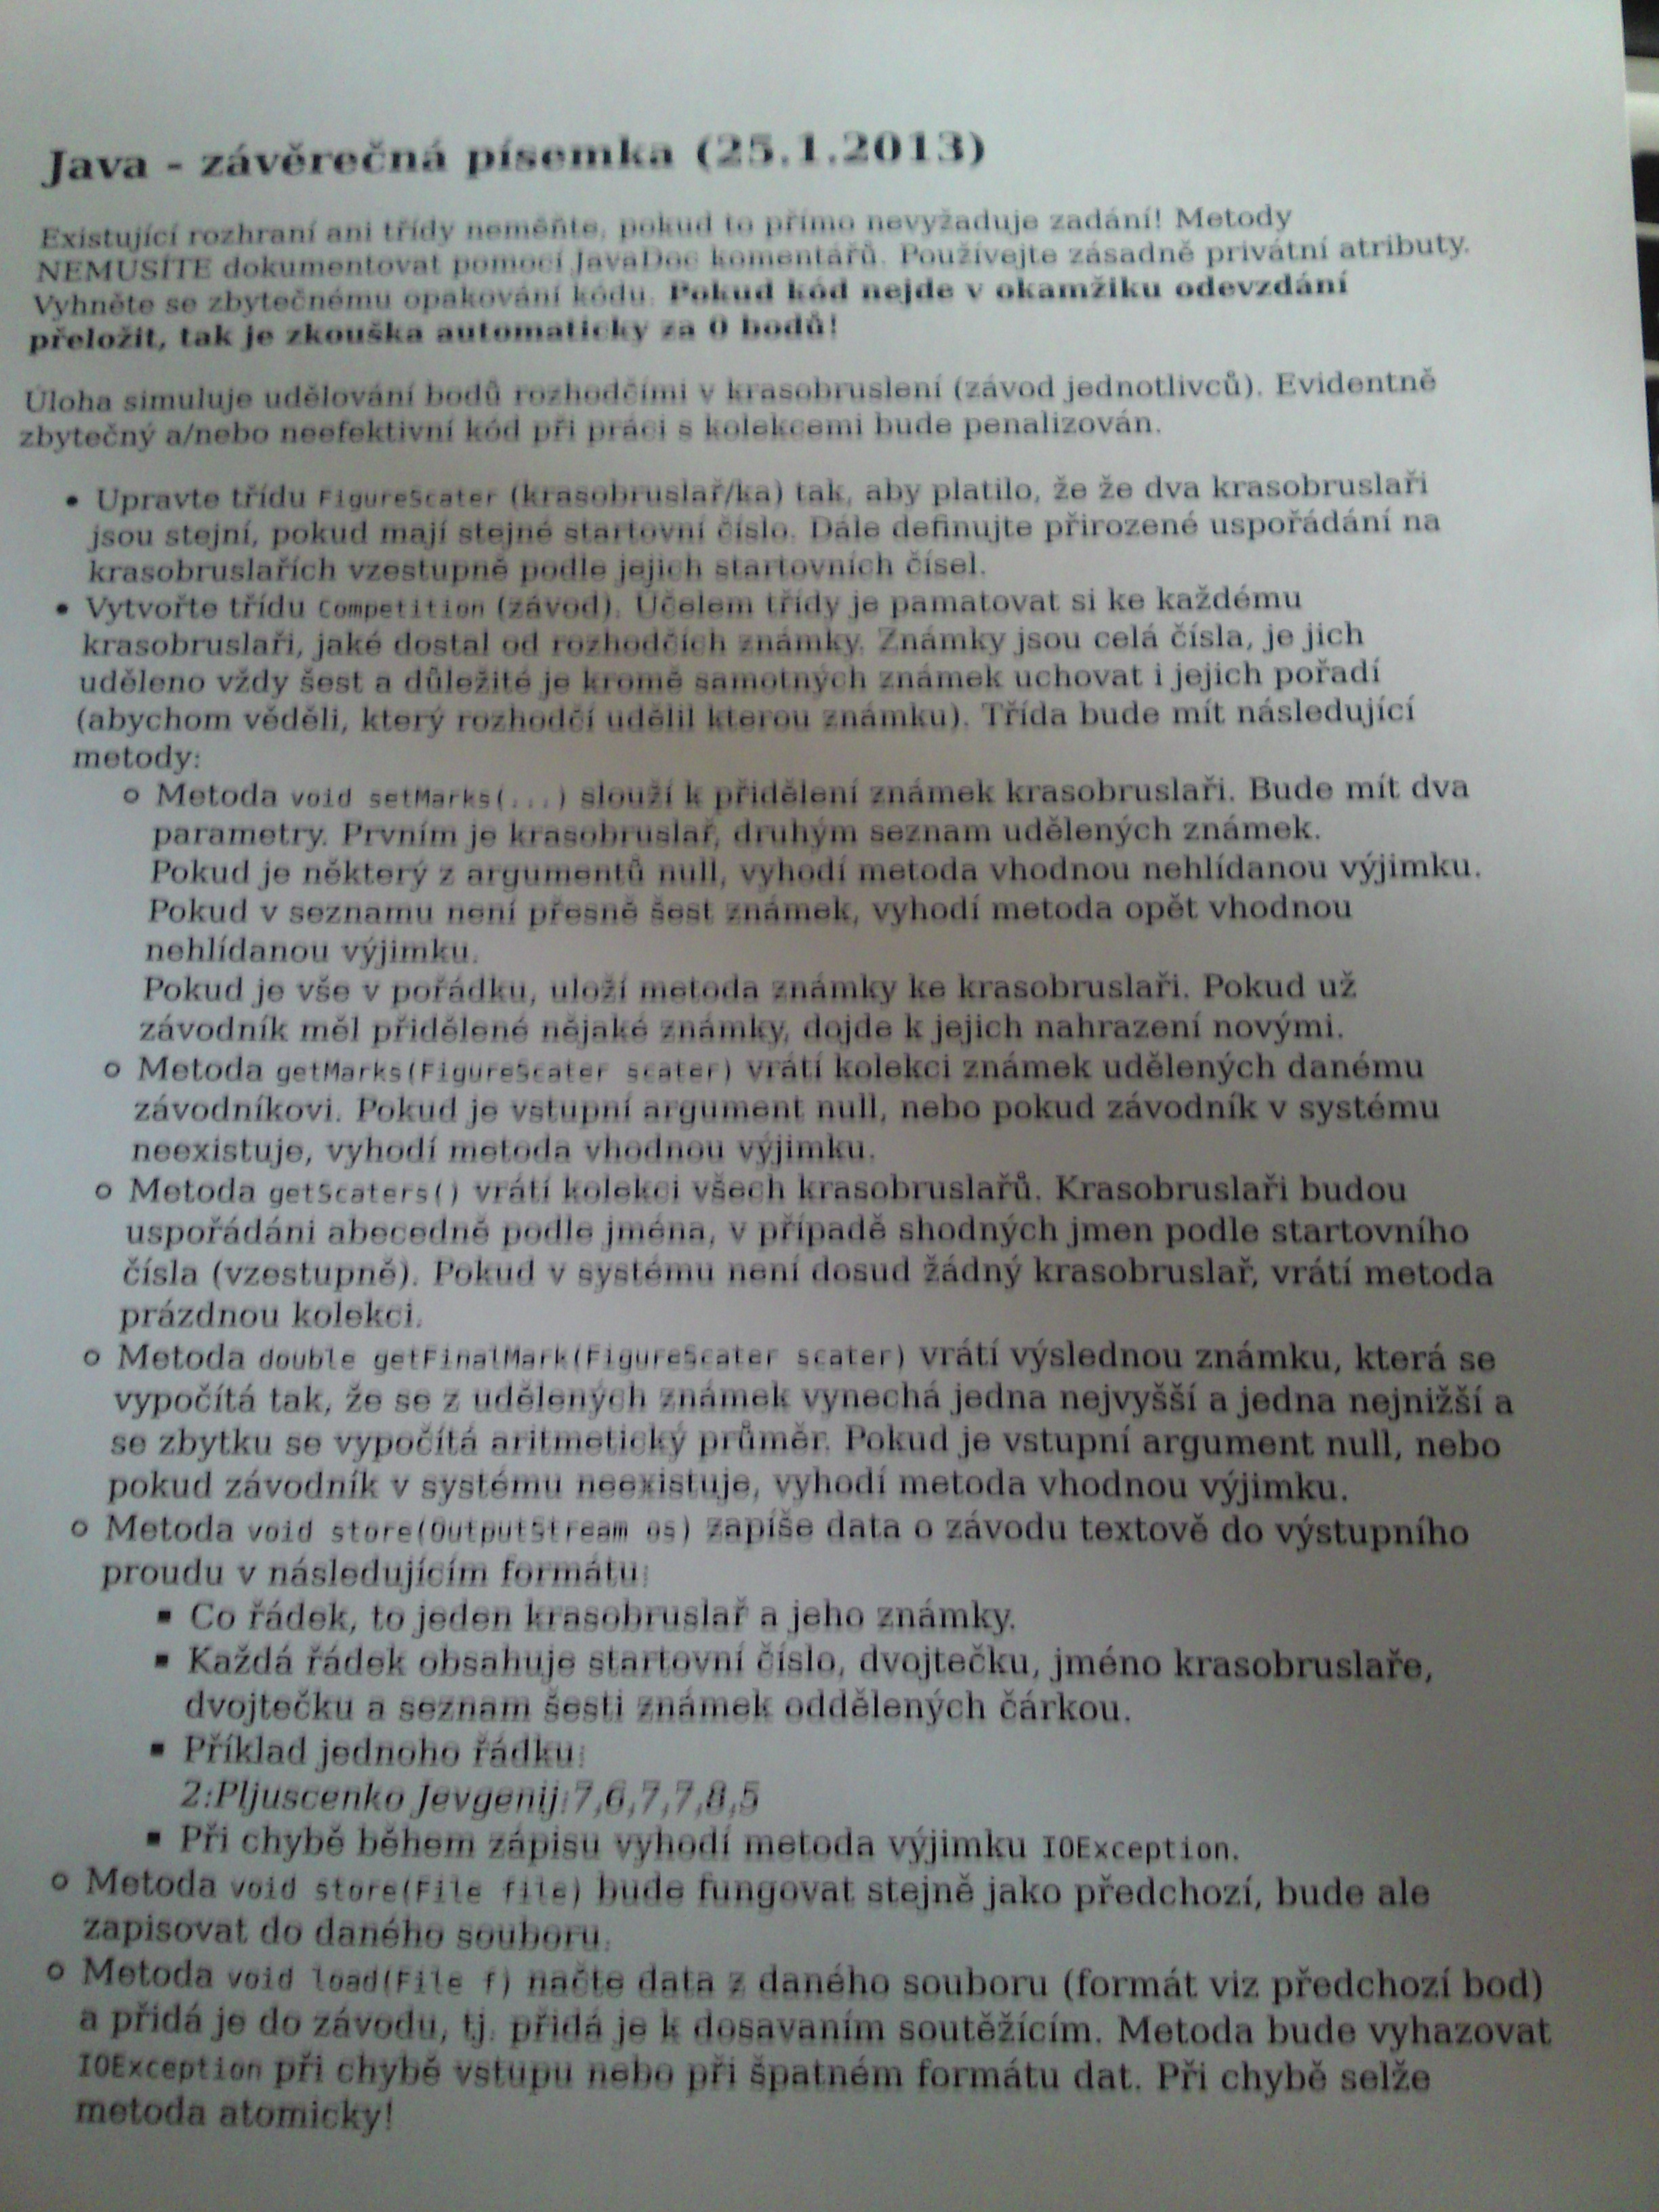 Java - závěrečná písemka (25.1.2013)
Existující rozhraní ani třídy neměňte, pokud to přímo nevyžaduje zadání! Metody
NEMUSÍTE dokumentovat pomocí JavaDoc komentářů. Používejte zásadně privátní atributy.
Vyhněte se zbytečnému opakování kódu. Pokud kód nejde v okamžiku odevzdání
přeložit, tak je zkouška automaticky za 0 bodů!
Úloha simuluje udělování bodů rozhodčími v krasobruslení (závod jednotlivců). Evidentně
zbytečný a/nebo neefektivní kód při práci s kolekcemi bude penalizován.
• Upravte třídu FigureScater (krasobruslař/ka) tak, aby platilo, že že dva krasobruslaři
jsou stejní, pokud mají stejné startovní číslo. Dále definujte přirozené uspořádání na
krasobruslařích vzestupně podle jejich startovních čísel.
• Vytvořte třídu Competition (závod). Účelem třídy je pamatovat si ke každému
krasobruslaři, jaké dostal od rozhodčích známky. Známky jsou celá čísla, je jich
uděleno vždy šest a důležité je kromě samotných známek uchovat i jejich pořadí
(abychom věděli, který rozhodčí udělil kterou známku). Třída bude mít následující
metody:
o Metoda void setMarks(...) slouží k přidělení známek krasobruslaři. Bude mít dva
parametry. Prvním je krasobruslař, druhým seznam udělených známek.
Pokud je některý z argumentů null, vyhodí metoda vhodnou nehlídanou výjimku.
Pokud v seznamu není přesně šest známek, vyhodí metoda opět vhodnou
nehlídanou výjimku.
Pokud je vše v pořádku, uloží metoda známky ke krasobruslaři. Pokud už
závodník měl přidělené nějaké známky, dojde k jejich nahrazení novými.
o Metoda getMarks(FigureScater scater) vrátí kolekci známek udělených danému
závodníkovi. Pokud je vstupní argument null, nebo pokud závodník v systému
neexistuje, vyhodí metoda vhodnou výjimku.
o Metoda getScaters() vrátí kolekci všech krasobruslařů. Krasobruslaři budou
uspořádáni abecedně podle jména, v případě shodných jmen podle startovního
čísla (vzestupně). Pokud v systému není dosud žádný krasobruslař, vrátí metoda
prázdnou kolekci.
o Metoda double getFinalMark(FigureScater scater) vrátí výslednou známku, která se
vypočítá tak, že se z udělených známek vynechá jedna nejvyšší a jedna nejnižší a
se zbytku se vypočítá aritmetický průměr. Pokud je vstupní argument null, nebo
pokud závodník v systému neexistuje, vyhodí metoda vhodnou výjimku.
o Metoda void store(OutputStream os) zapíše data o závodu textově do výstupního
proudu v následujícím formátu:
▪ Co řádek, to jeden krasobruslař a jeho známky.
▪ Každá řádek obsahuje startovní číslo, dvojtečku, jméno krasobruslaře,
dvojtečku a seznam šesti známek oddělených čárkou.
▪ Příklad jednoho řádku:
2:Pljuscenko Jevgenij:7,6,7,7,8,5
▪ Při chybě během zápisu vyhodí metoda výjimku IOException.
o Metoda void store(File file) bude fungovat stejně jako předchozí, bude ale
zapisovat do daného souboru.
o Metoda void load(File f) načte data z daného souboru (formát viz předchozí bod)
a přidá je do závodu, tj. přidá je k dosavaním soutěžícím. Metoda bude vyhazovat
IOException při chybě vstupu nebo při špatném formátu dat. Při chybě selže
metoda atomicky!